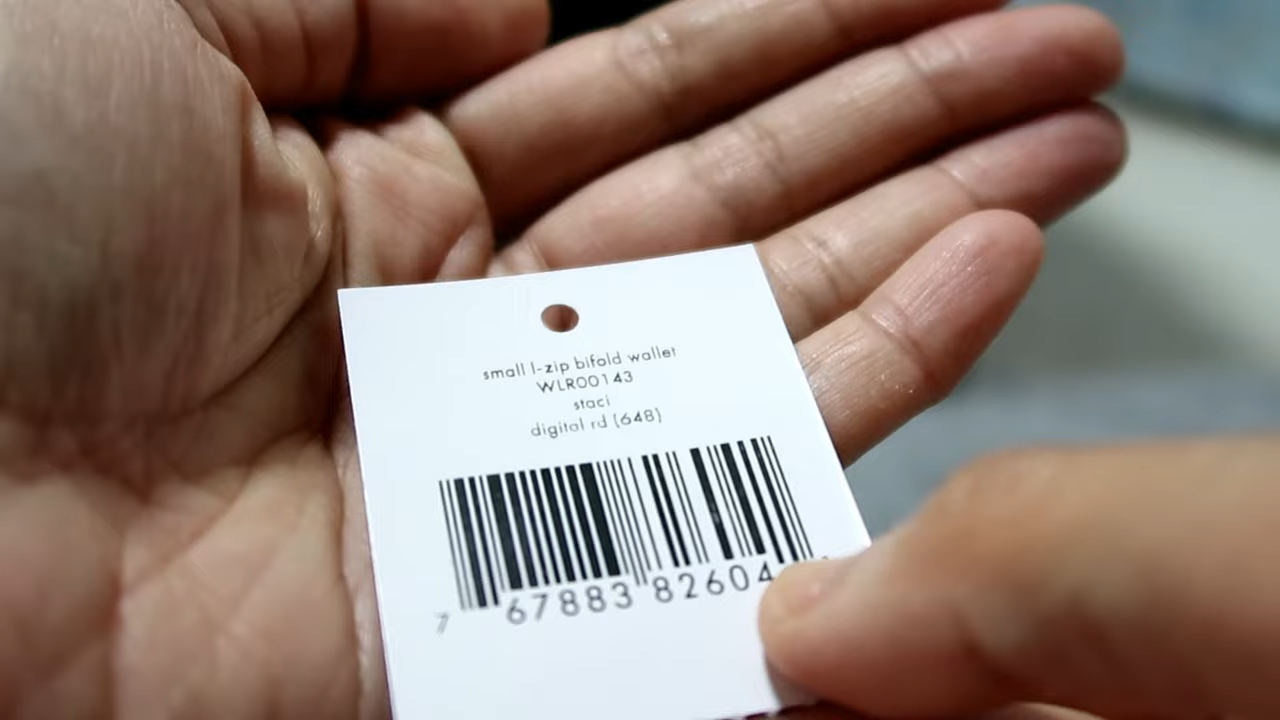 small l-zip bifold wallet
WLR00143
staci
digital rd (648)
7 67883 82604